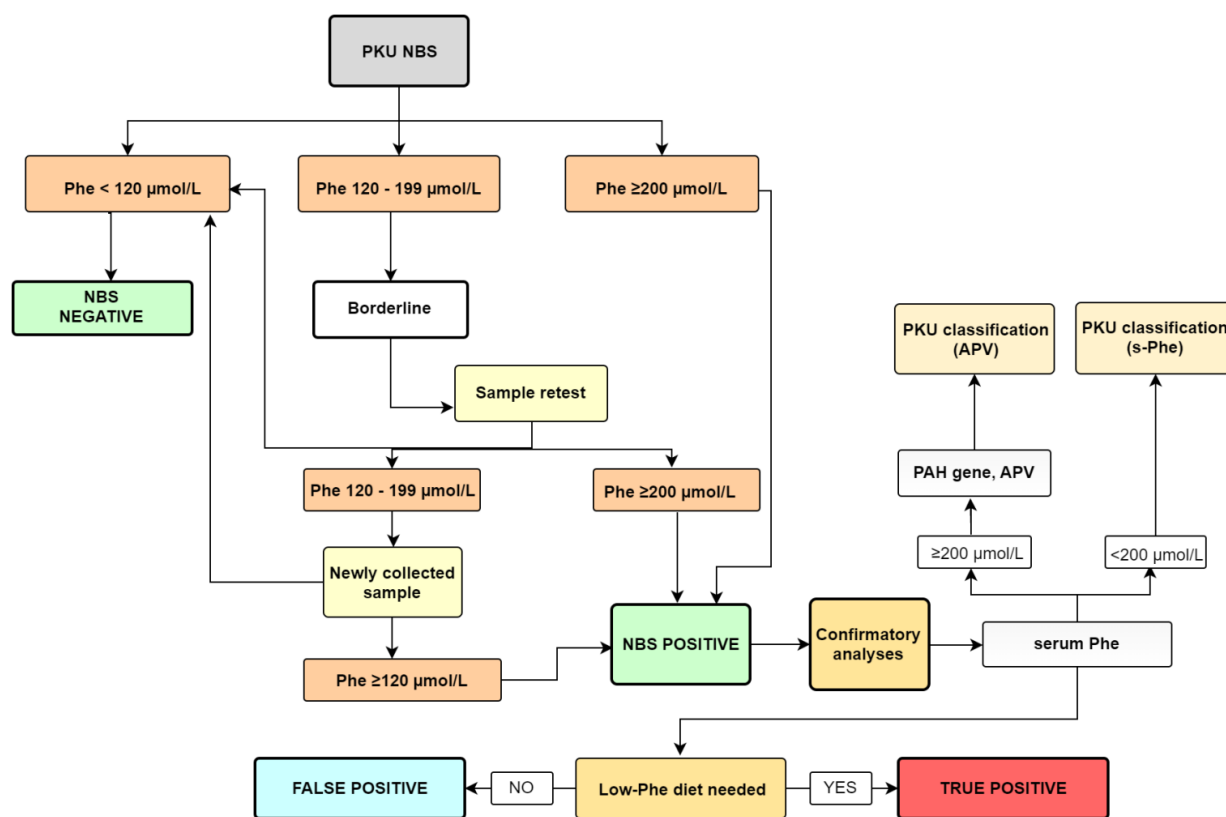 PKU NBS
Phe < 120 µmol/L
Phe 120 - 199 µmol/L
Phe ≥200 µmol/L
NBS
NEGATIVE
Borderline
PKU classification
(APV)
PKU classification
(s-Phe)
Sample retest
Phe 120 - 199 µmol/L
Phe ≥200 µmol/L
PAH gene, APV
≥200 µmol/L
<200 µmol/L
Newly collected
sample
NBS POSITIVE
Confirmatory
analyses
serum Phe
Phe ≥120 µmol/L
FALSE POSITIVE
NO
Low-Phe diet needed
YES
TRUE POSITIVE